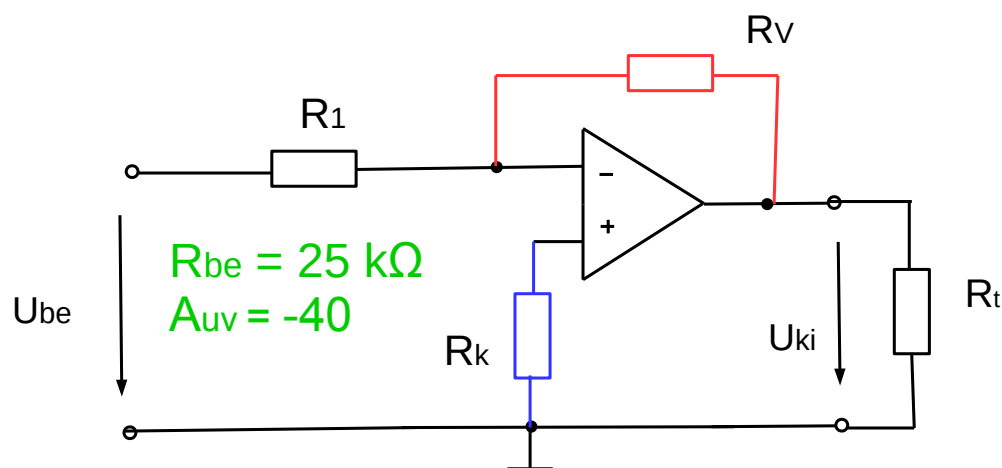 RV
R1
−
+
Rbe = 25 kΩ
Auv = -40
Ube
Rk
Uki
Rt